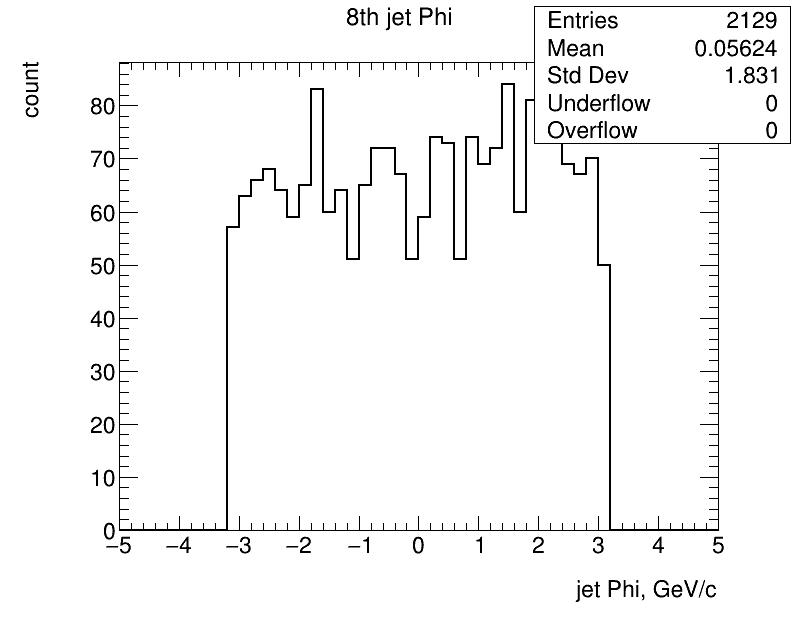 8th jet Phi
Entries 2129
Mean 0.05624
Std Dev 1.831
Underflow 0
Overflow 0
count
80
70
60
50
40
30
20
10
0
−5 −4 −3 −2 −1 0 1 2 3 4 5
jet Phi, GeV/c